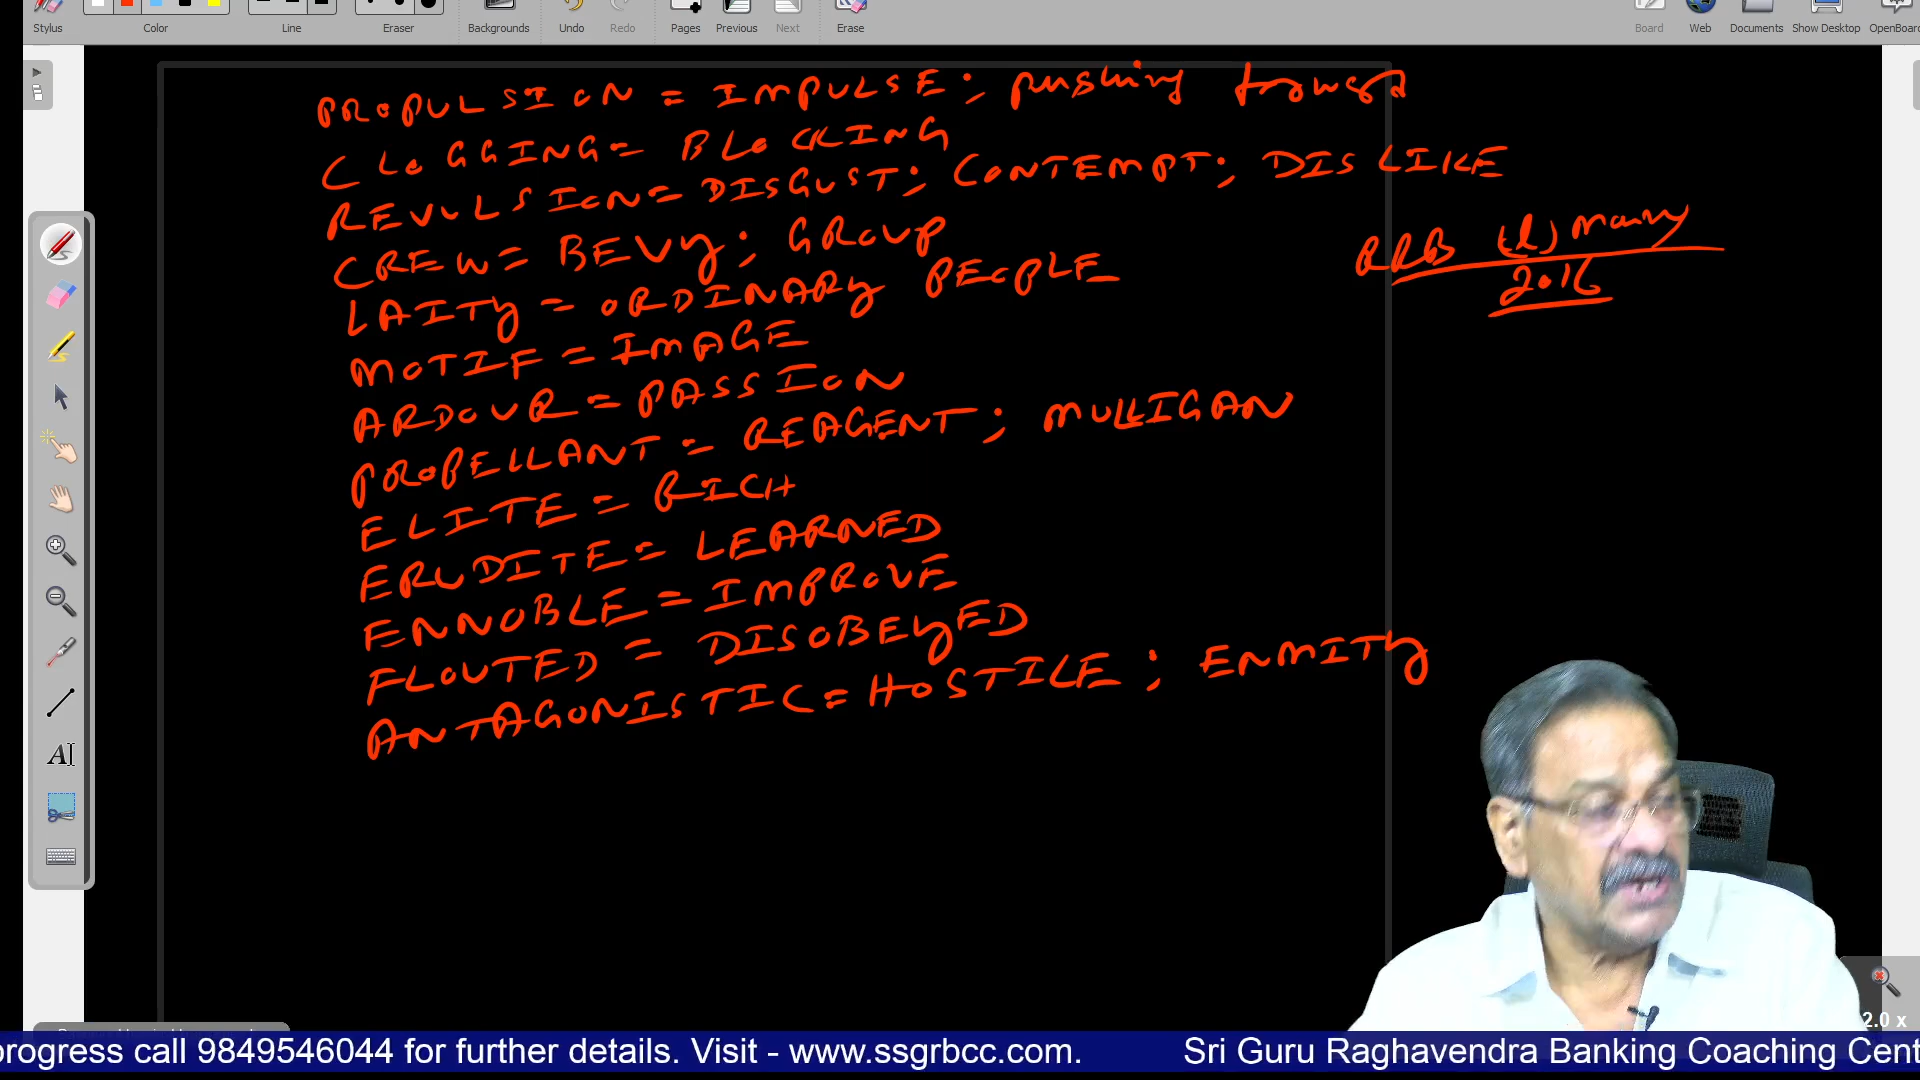 Stylus Color Line Eraser Backgrounds Undo Redo Pages Previous Next Erase Board Web Documents Show Desktop OpenBoard
PROPULSION = IMPULSE; pushing forward
CLOGGING = BLOCKING
REVULSION = DISGUST; CONTEMPT; DISLIKE
CREW = BEVY; GROUP
LAITY = ORDINARY PEOPLE
MOTIF = IMAGE
ARDOUR = PASSION
PROPELLANT = REAGENT; MULLIGAN
ELITE = RICH
ERUDITE = LEARNED
ENNOBLE = IMPROVE
FLOUTED = DISOBEYED
ANTAGONISTIC = HOSTILE; ENMITY
RRB
2016
2.0 x
progress call 9849546044 for further details. Visit - www.ssgrbcc.com. Sri Guru Raghavendra Banking Coaching Cent